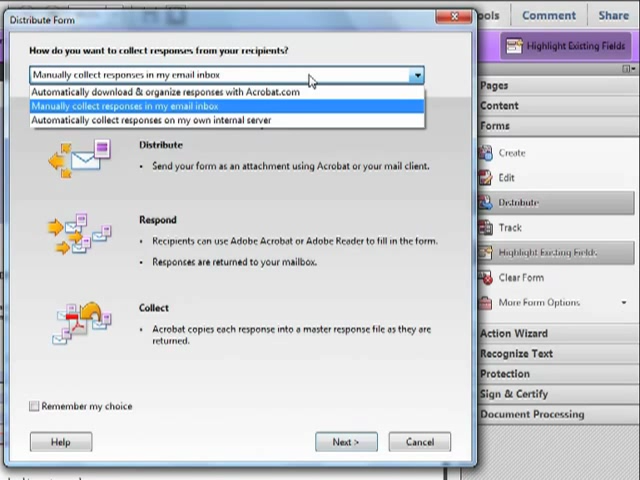 Distribute Form
How do you want to collect responses from your recipients?
Manually collect responses in my email inbox
Automatically download & organize responses with Acrobat.com
Manually collect responses in my email inbox
Automatically collect responses on my own internal server
Distribute
• Send your form as an attachment using Acrobat or your mail client.
Respond
• Recipients can use Adobe Acrobat or Adobe Reader to fill in the form.
• Responses are returned to your mailbox.
Collect
• Acrobat copies each response into a master response file as they are
returned.
Remember my choice
Help
Next >
Cancel
Comment
Share
Highlight Existing Fields
Pages
Content
Forms
Create
Edit
Distribute
Track
Highlight Existing Fields
Clear Form
More Form Options
Action Wizard
Recognize Text
Protection
Sign & Certify
Document Processing